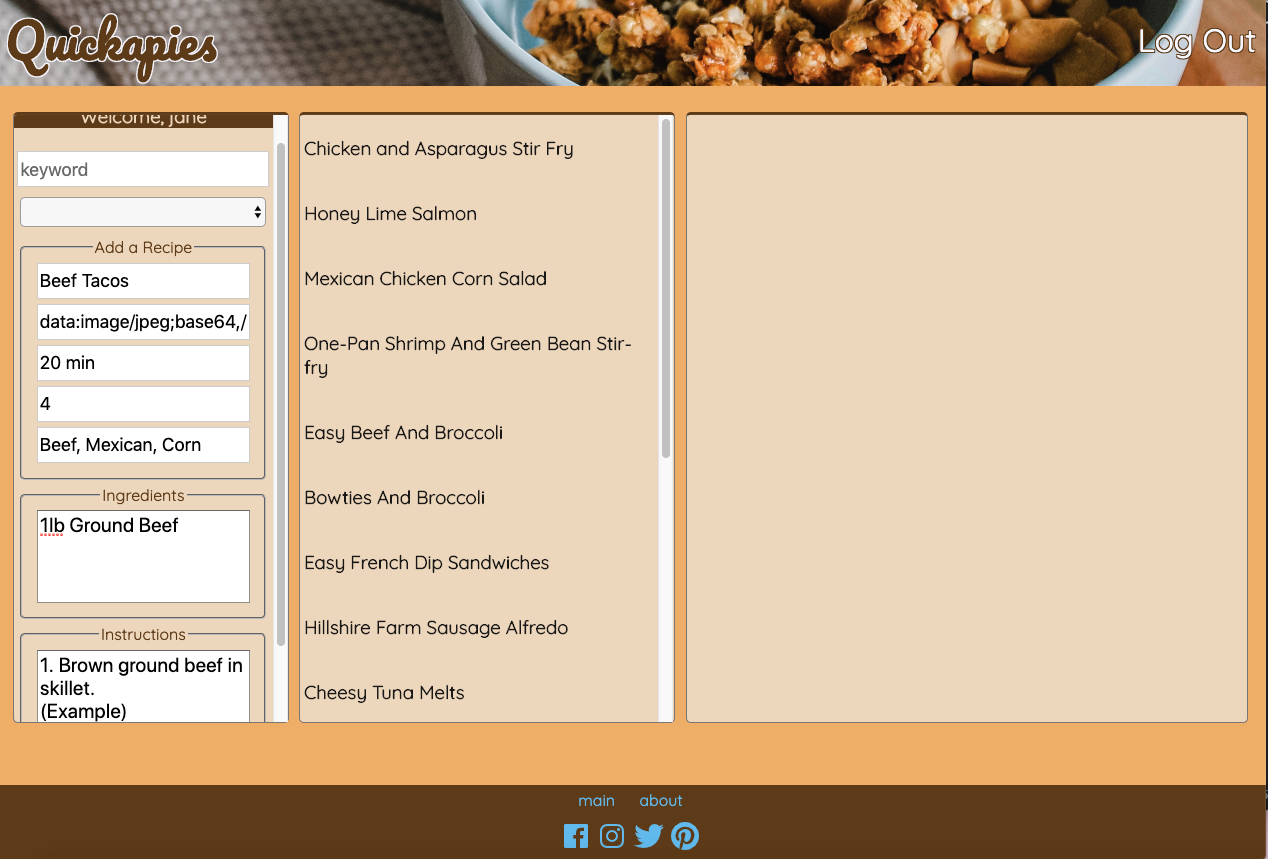 Quickapies
Log Out
Welcome, jane
keyword
Add a Recipe
Beef Tacos
data:image/jpeg;base64,/
20 min
4
Beef, Mexican, Corn
Ingredients
1lb Ground Beef
Instructions
1. Brown ground beef in
skillet.
(Example)
Chicken and Asparagus Stir Fry
Honey Lime Salmon
Mexican Chicken Corn Salad
One-Pan Shrimp And Green Bean Stir-
fry
Easy Beef And Broccoli
Bowties And Broccoli
Easy French Dip Sandwiches
Hillshire Farm Sausage Alfredo
Cheesy Tuna Melts
main about